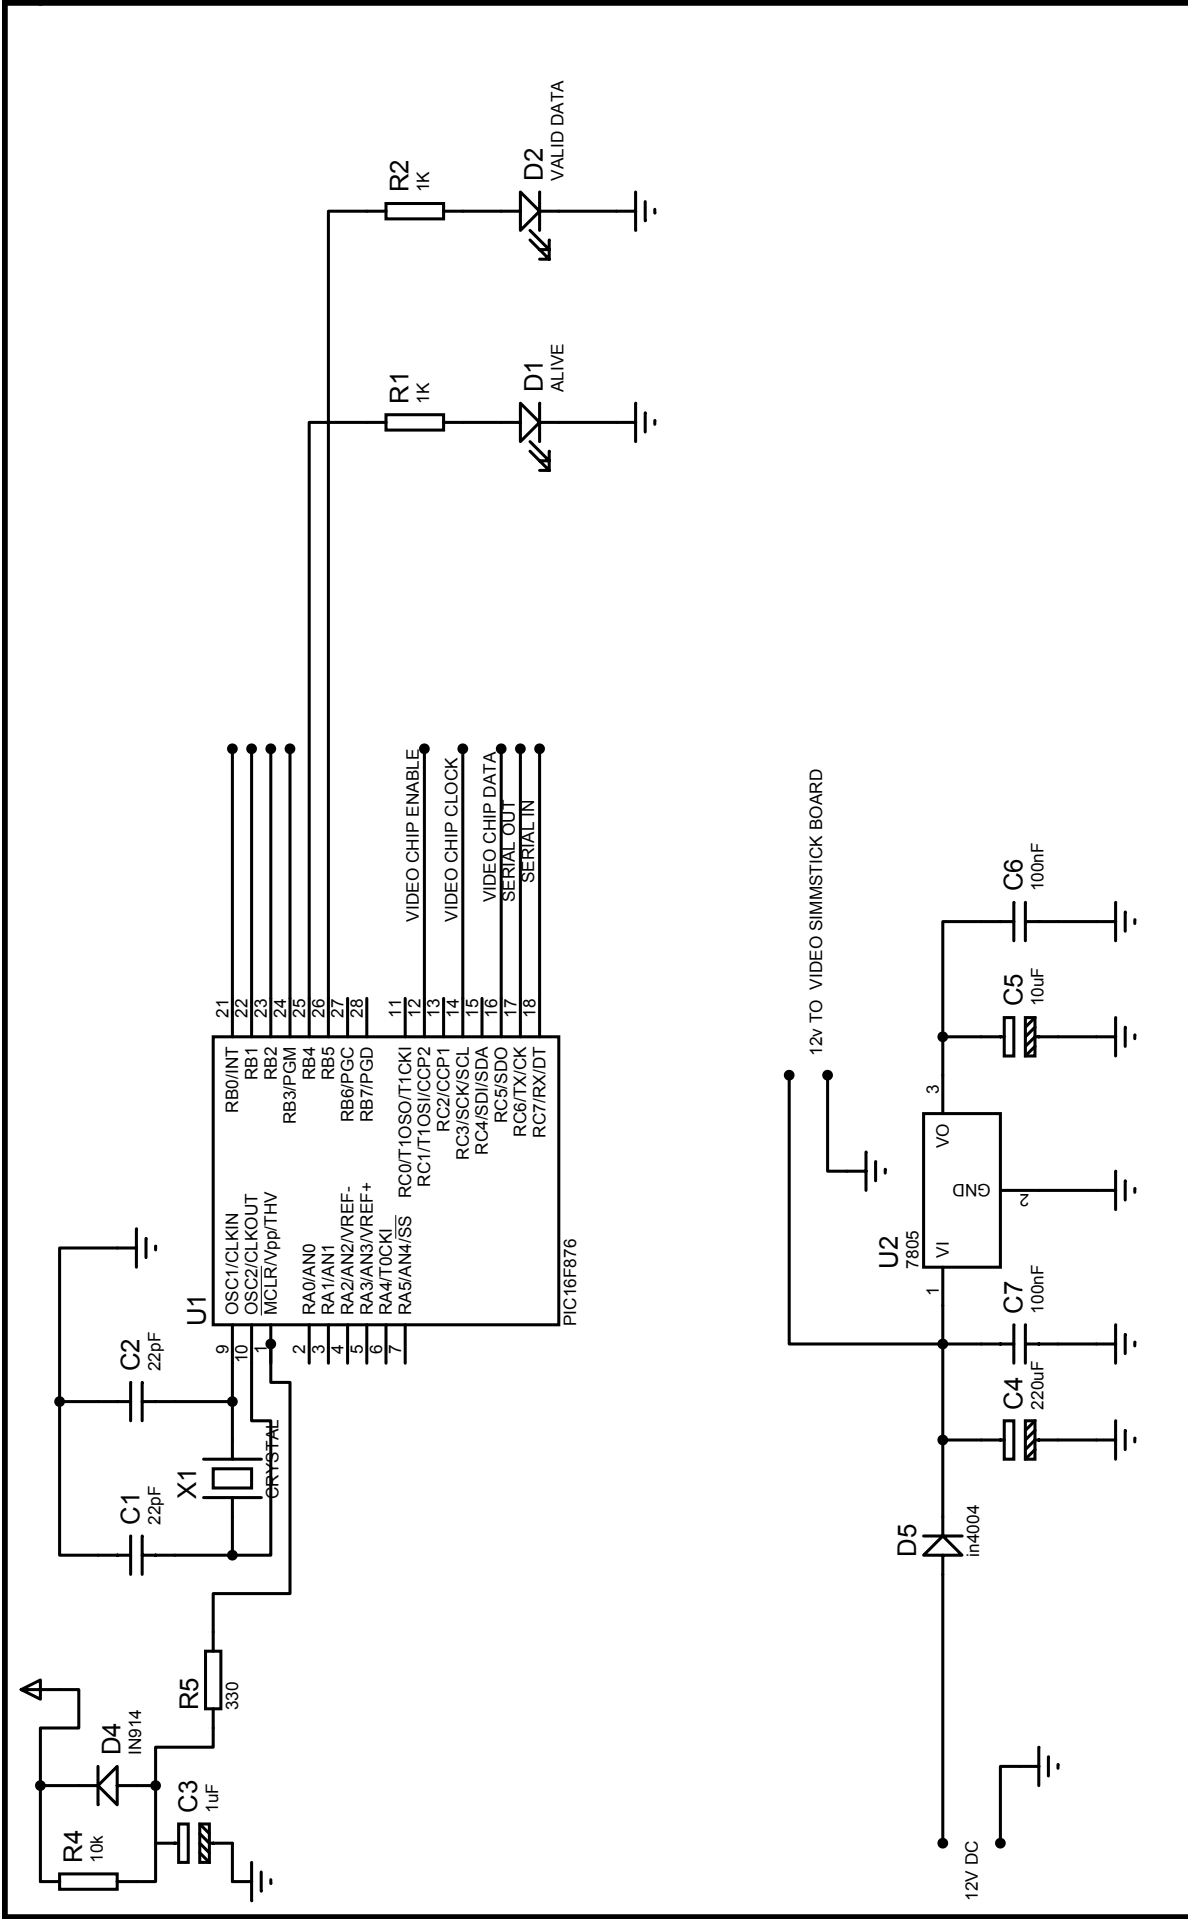 R4
10k
D4
IN914
C3
1uF
R5
330
C1
22pF
C2
22pF
X1
CRYSTAL
U1
PIC16F876
9
10
1
2
3
4
5
6
7
OSC1/CLKIN
OSC2/CLKOUT
MCLR/Vpp/THV
RA0/AN0
RA1/AN1
RA2/AN2/VREF-
RA3/AN3/VREF+
RA4/T0CKI
RA5/AN4/SS
RB0/INT
RB1
RB2
RB3/PGM
RB4
RB5
RB6/PGC
RB7/PGD
RC0/T1OSO/T1CKI
RC1/T1OSI/CCP2
RC2/CCP1
RC3/SCK/SCL
RC4/SDI/SDA
RC5/SDO
RC6/TX/CK
RC7/RX/DT
21
22
23
24
25
26
27
28
11
12
13
14
15
16
17
18
VIDEO CHIP ENABLE
VIDEO CHIP CLOCK
VIDEO CHIP DATA
SERIAL OUT
SERIAL IN
R1
1K
D1
ALIVE
R2
1K
D2
VALID DATA
12V DC
D5
in4004
C4
220uF
C7
100nF
U2
7805
1
VI
GND
2
VO
3
C5
10uF
C6
100nF
12v TO VIDEO SIMMSTICK BOARD